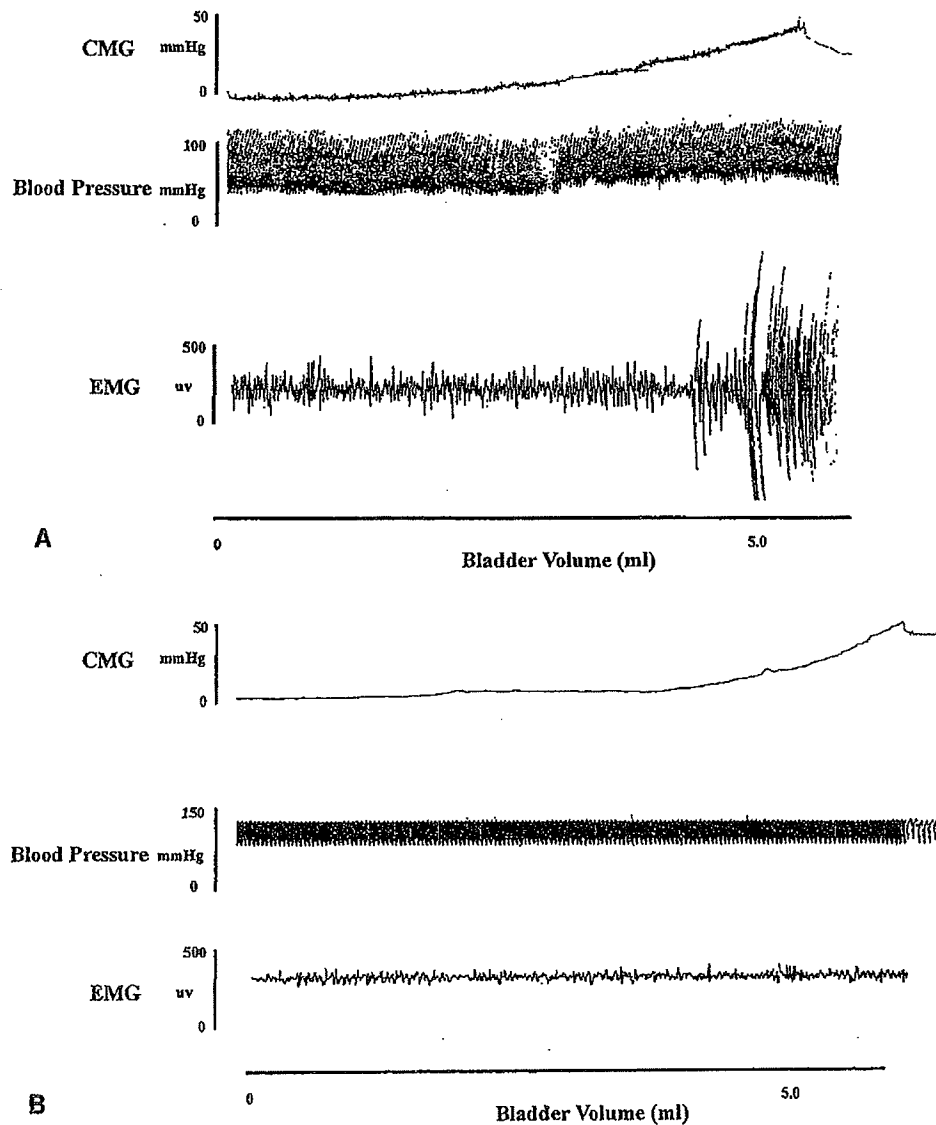 50
CMG mmHg
0
100
Blood Pressure mmHg
0
500
EMG uv
0
A
0 5.0
Bladder Volume (ml)
50
CMG mmHg
0
150
Blood Pressure mmHg
0
500
EMG uv
0
B
0 5.0
Bladder Volume (ml)